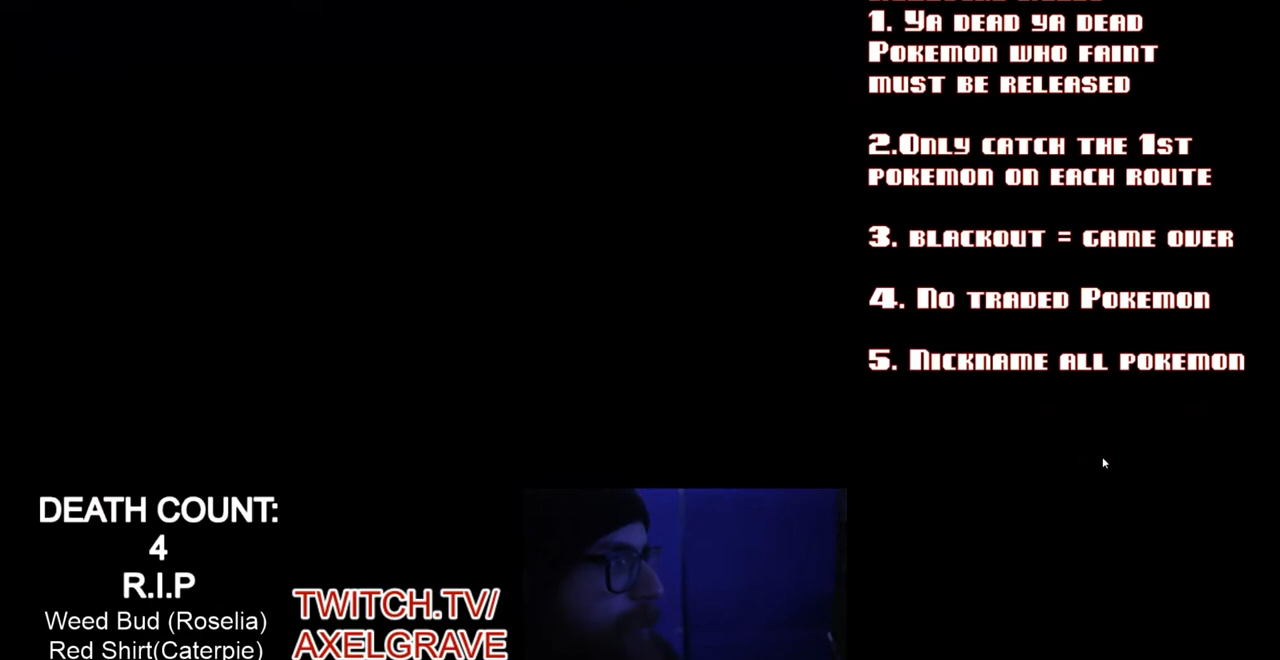 1. Ya dead ya dead
Pokemon who faint
must be released
2.Only catch the 1st
pokemon on each route
3. blackout = game over
4. No traded Pokemon
5. Nickname all pokemon
DEATH COUNT:
4
R.I.P
Weed Bud (Roselia)
Red Shirt(Caterpie)
TWITCH.TV/
AXELGRAVE